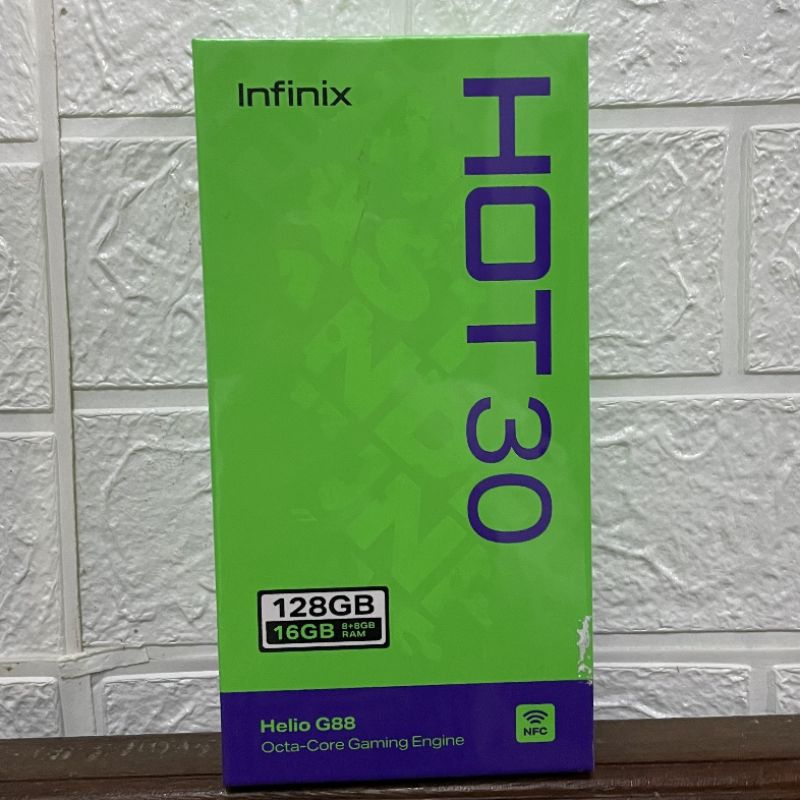 Infinix
HOT 30
128GB
16GB 8+8GB RAM
Helio G88
Octa-Core Gaming Engine
NFC